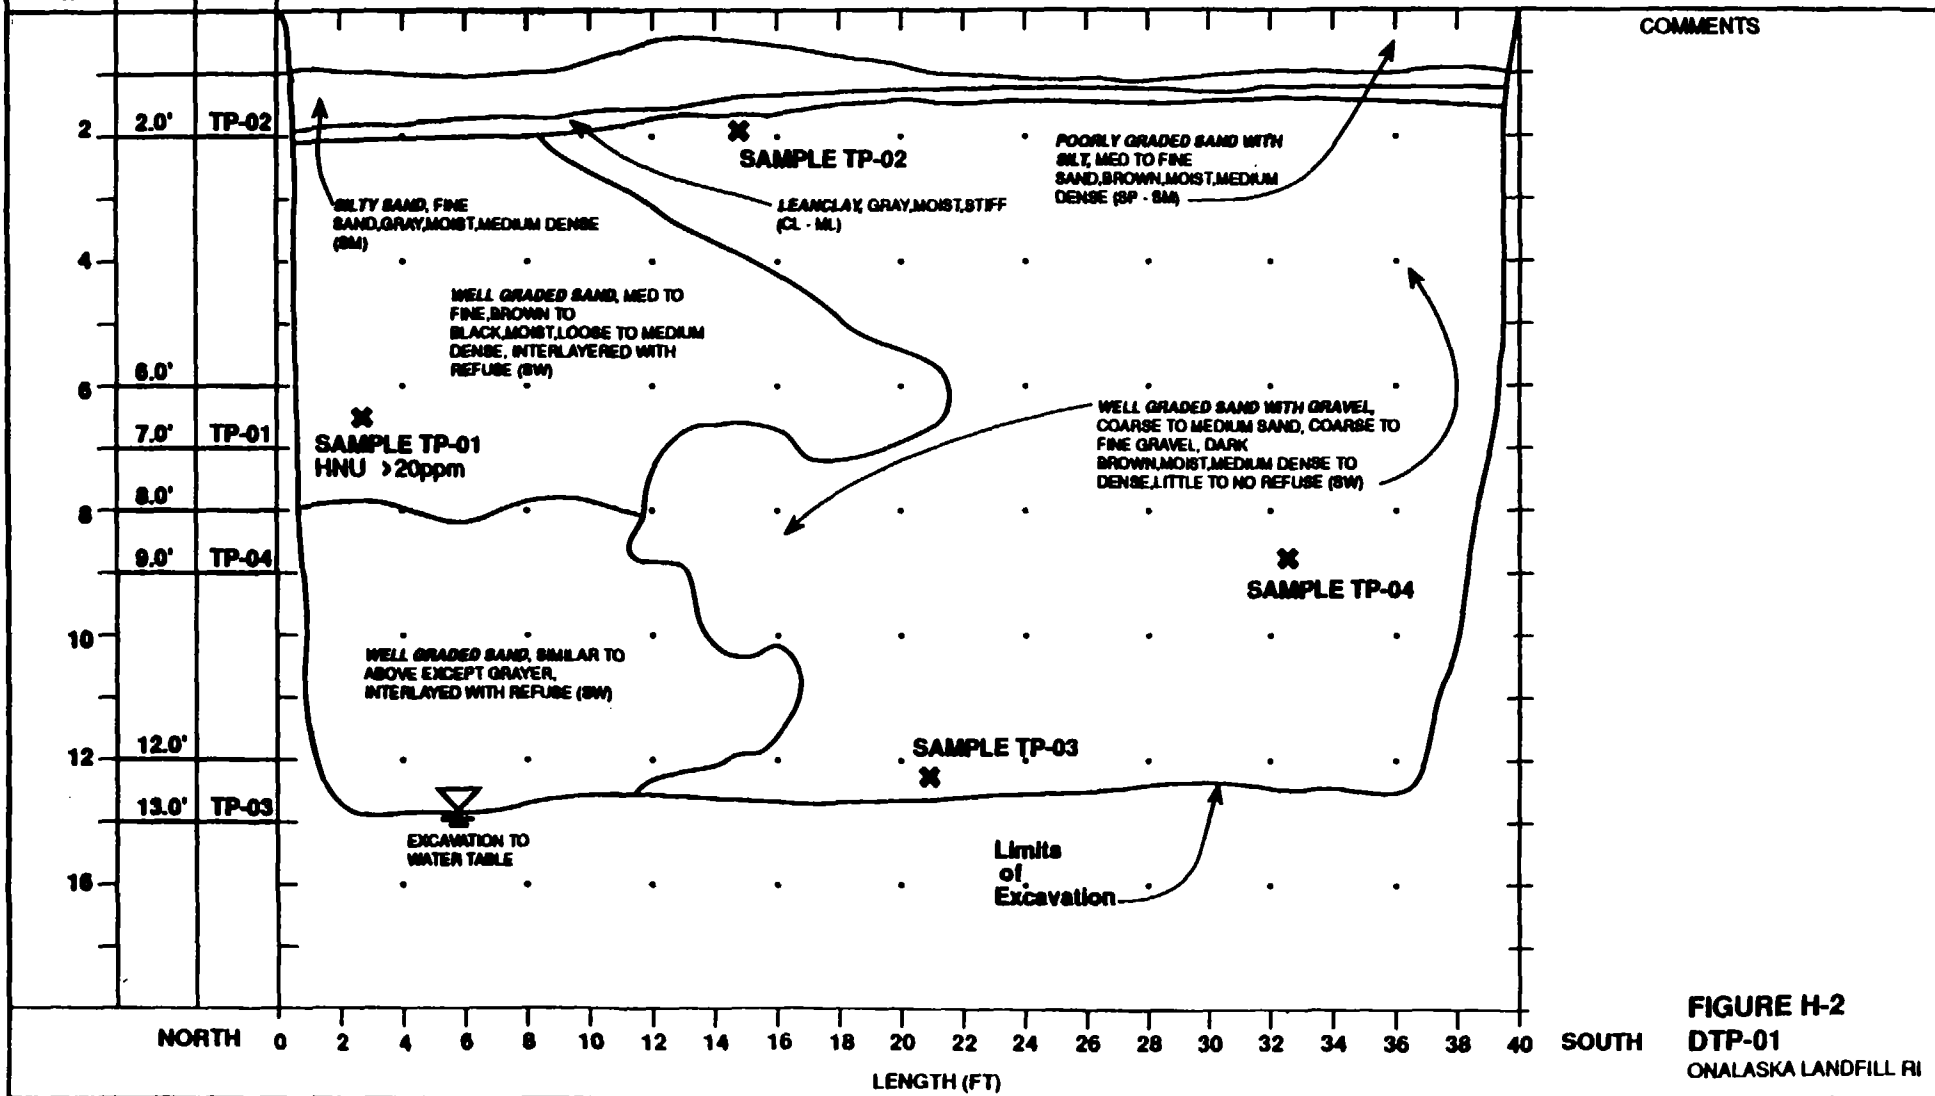 COMMENTS
2 2.0' TP-02
SAMPLE TP-02
POORLY GRADED SAND WITH
SILT, MED TO FINE
SAND,BROWN,MOIST,MEDIUM
DENSE (SP - SM)
SILTY SAND, FINE
SAND,GRAY,MOIST,MEDIUM DENSE
(SM)
LEANCLAY, GRAY,MOIST,STIFF
(CL - ML)
4
WELL GRADED SAND, MED TO
FINE,BROWN TO
BLACK,MOIST,LOOSE TO MEDIUM
DENSE, INTERLAYERED WITH
REFUSE (SW)
6 6.0'
7.0' TP-01
SAMPLE TP-01
HNU >20ppm
WELL GRADED SAND WITH GRAVEL,
COARSE TO MEDIUM SAND, COARSE TO
FINE GRAVEL, DARK
BROWN,MOIST,MEDIUM DENSE TO
DENSE,LITTLE TO NO REFUSE (SW)
8 8.0'
9.0' TP-04
SAMPLE TP-04
10
WELL GRADED SAND, SIMILAR TO
ABOVE EXCEPT GRAYER,
INTERLAYED WITH REFUSE (SW)
12 12.0'
SAMPLE TP-03
13.0' TP-03
EXCAVATION TO
WATER TABLE
Limits
of
Excavation
16
NORTH 0 2 4 6 8 10 12 14 16 18 20 22 24 26 28 30 32 34 36 38 40 SOUTH
LENGTH (FT)
FIGURE H-2
DTP-01
ONALASKA LANDFILL RI